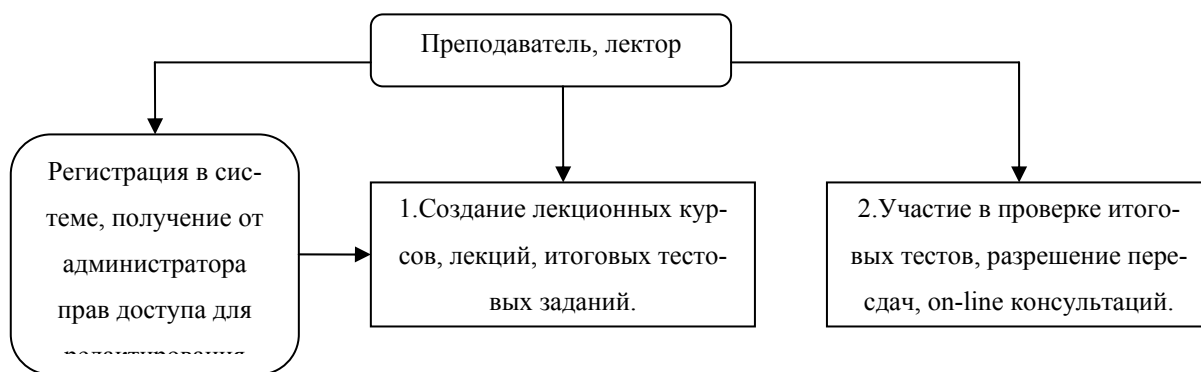 Преподаватель, лектор
Регистрация в сис-
теме, получение от
администратора
прав доступа для
редактирования
1.Создание лекционных кур-
сов, лекций, итоговых тесто-
вых заданий.
2.Участие в проверке итого-
вых тестов, разрешение пере-
сдач, on-line консультаций.